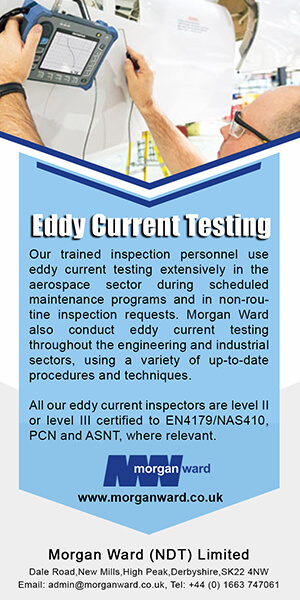 Eddy Current Testing
Our trained inspection personnel use
eddy current testing extensively in the
aerospace sector during scheduled
maintenance programs and in non-rou-
tine inspection requests. Morgan Ward
also conduct eddy current testing
throughout the engineering and industrial
sectors, using a variety of up-to-date
procedures and techniques.
All our eddy current inspectors are level II
or level III certified to EN4179/NAS410,
PCN and ASNT, where relevant.
morgan ward
www.morganward.co.uk
Morgan Ward (NDT) Limited
Dale Road,New Mills,High Peak,Derbyshire,SK22 4NW
Email: admin@morganward.co.uk, Tel: +44 (0) 1663 747061